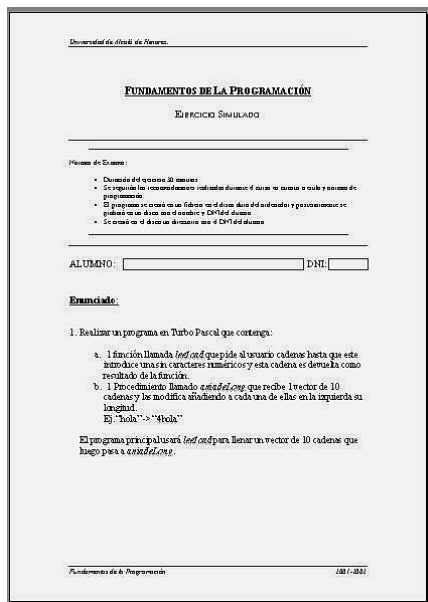 Universidad de Alcalá de Henares.
FUNDAMENTOS DE LA PROGRAMACIÓN
EJERCICIO SIMULADO
Normas de Examen:
• Duración del ejercicio 30 minutos
• Se seguirán las recomendaciones realizadas durante el curso en cuanto a estilo y normas de
programación
• El programa se creará en un fichero en el disco duro del ordenador y posteriormente se
grabará en un disco con el nombre y DNI del alumno
• Se creará en el disco un directorio con el DNI del alumno
ALUMNO: DNI:
Enunciado:
1. Realizar un programa en Turbo Pascal que contenga:
a. 1 función llamada leeCad que pide al usuario cadenas hasta que este
introduce una sin caracteres numéricos y esta cadena es devuelta como
resultado de la función.
b. 1 Procedimiento llamado aniadeLong que recibe 1 vector de 10
cadenas y las modifica añadiendo a cada una de ellas en la izquierda su
longitud.
Ej. "hola" -> "4hola"
El programa principal usará leeCad para llenar un vector de 10 cadenas que
luego pasa a aniadeLong.
Fundamentos de la Programación 2001-2002